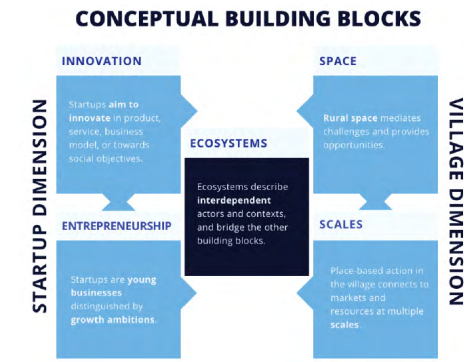 CONCEPTUAL BUILDING BLOCKS
STARTUP DIMENSION
INNOVATION
Startups aim to
innovate in product,
service, business
model, or towards
social objectives.
ENTREPRENEURSHIP
Startups are young
businesses
distinguished by
growth ambitions.
ECOSYSTEMS
Ecosystems describe
interdependent
actors and contexts,
and bridge the other
building blocks.
SPACE
Rural space mediates
challenges and provides
opportunities.
SCALES
Place-based action in
the village connects to
markets and
resources at multiple
scales.
VILLAGE DIMENSION